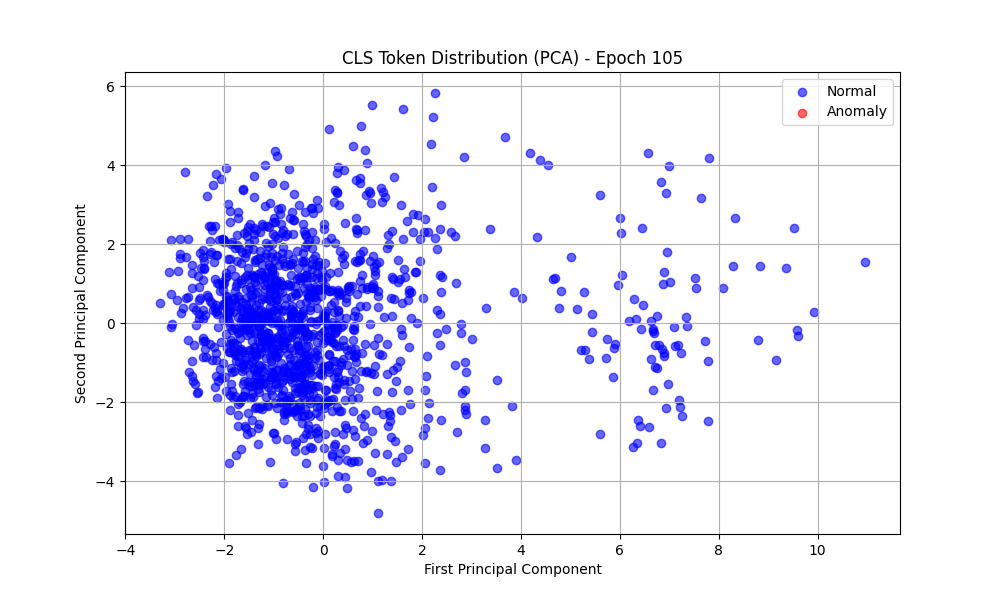 CLS Token Distribution (PCA) - Epoch 105
Normal
Anomaly
Second Principal Component
6
4
2
0
−2
−4
−4 −2 0 2 4 6 8 10
First Principal Component